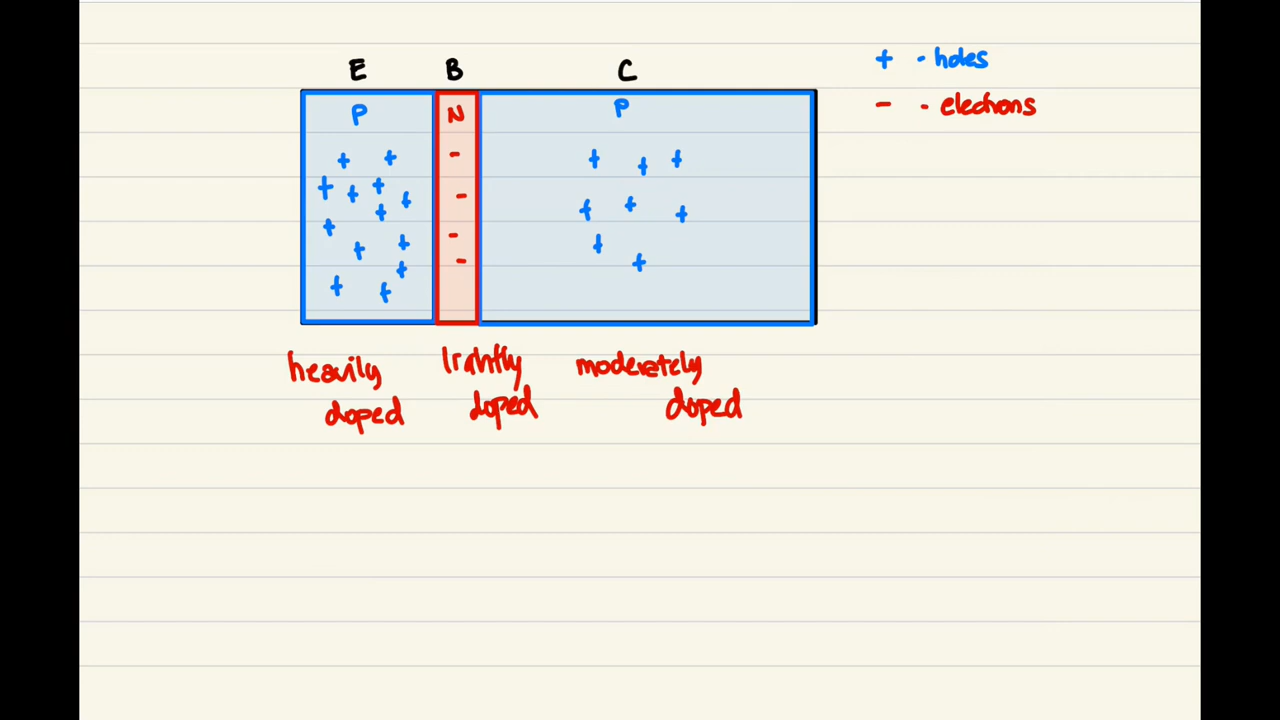 E B C
+ - holes
- - electrons
P N P
heavily doped
lightly doped
moderately doped